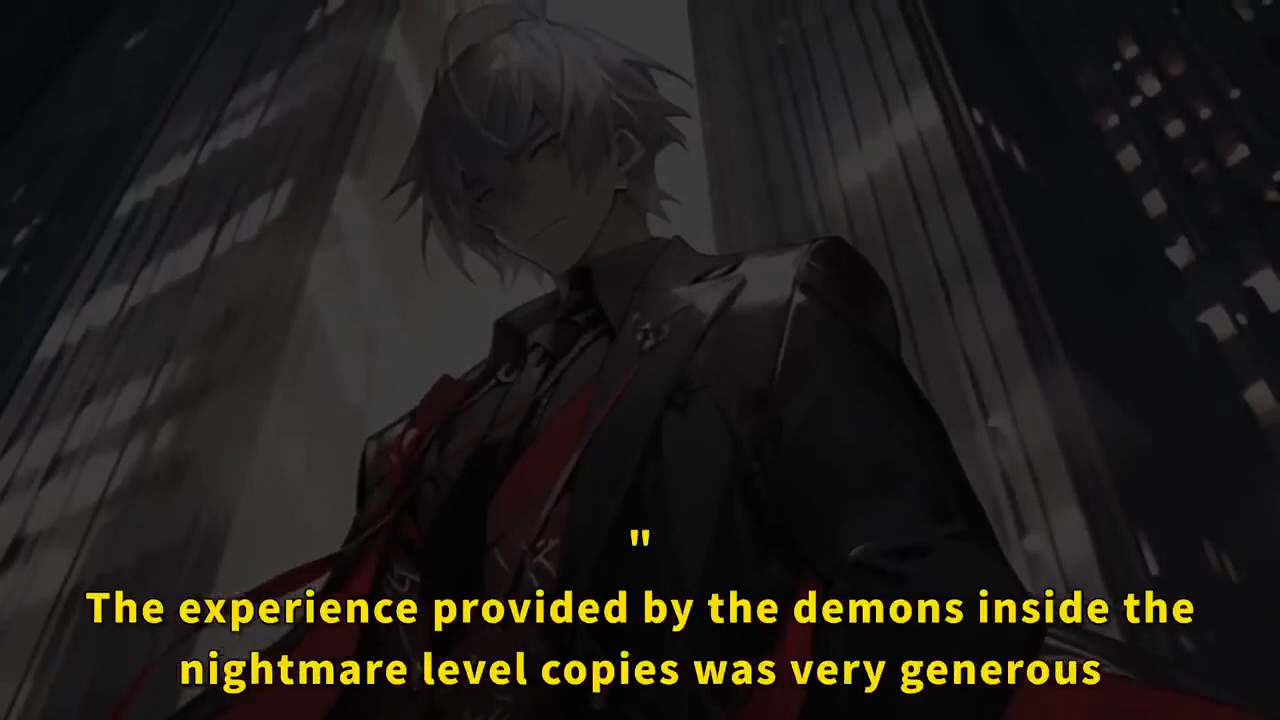 "
The experience provided by the demons inside the
nightmare level copies was very generous